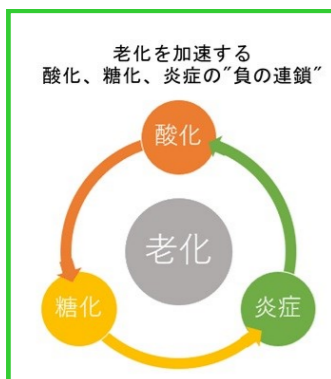 老化を加速する
酸化、糖化、炎症の"負の連鎖"
酸化
老化
糖化
炎症